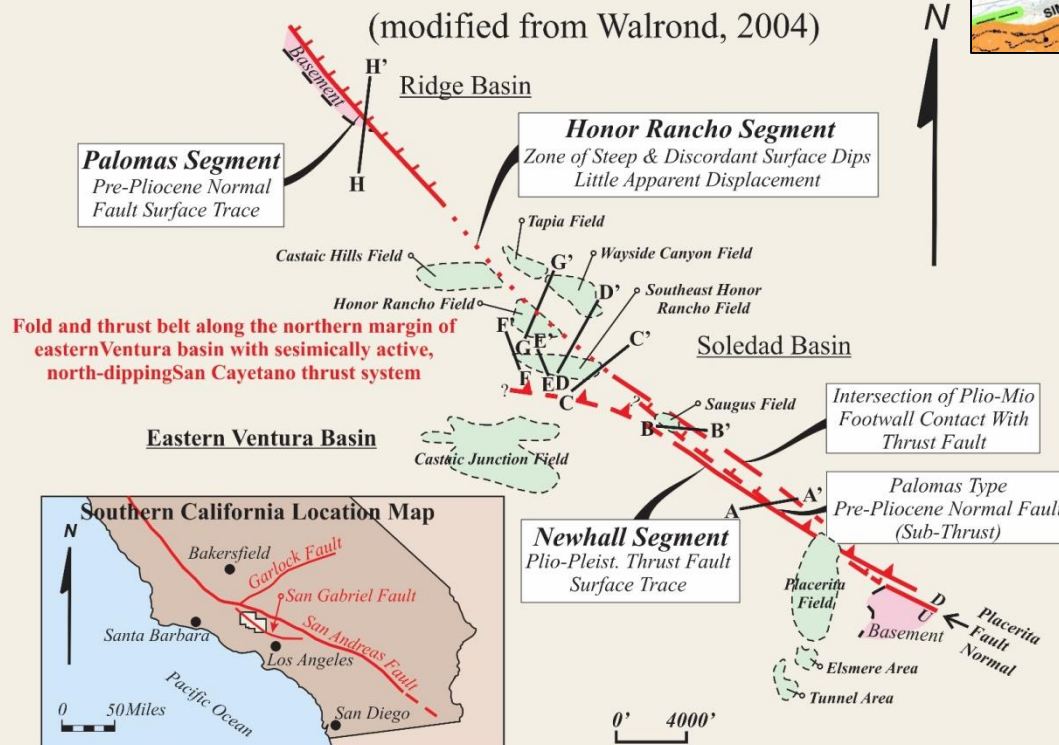 (modified from Walrond, 2004)
N
SIM
H'
Ridge Basin
Basement
Palomas Segment
Pre-Pliocene Normal
Fault Surface Trace
H
Honor Rancho Segment
Zone of Steep & Discordant Surface Dips
Little Apparent Displacement
Tapia Field
Castaic Hills Field
G'
Wayside Canyon Field
D'
Southeast Honor
Rancho Field
Honor Rancho Field
F'
E'
G
C'
Fold and thrust belt along the northern margin of
easternVentura basin with sesimically active,
north-dippingSan Cayetano thrust system
Soledad Basin
F
E
D
C
?
?
Saugus Field
B
B'
Intersection of Plio-Mio
Footwall Contact With
Thrust Fault
Eastern Ventura Basin
Castaic Junction Field
A
A'
Palomas Type
Pre-Pliocene Normal Fault
(Sub-Thrust)
Newhall Segment
Plio-Pleist. Thrust Fault
Surface Trace
Placerita
Field
D
U
Basement
Placerita
Fault
Normal
Elsmere Area
Tunnel Area
0' 4000'
Southern California Location Map
N
Bakersfield
Garlock Fault
San Gabriel Fault
San Andreas Fault
Santa Barbara
Los Angeles
Pacific Ocean
San Diego
0 50 Miles